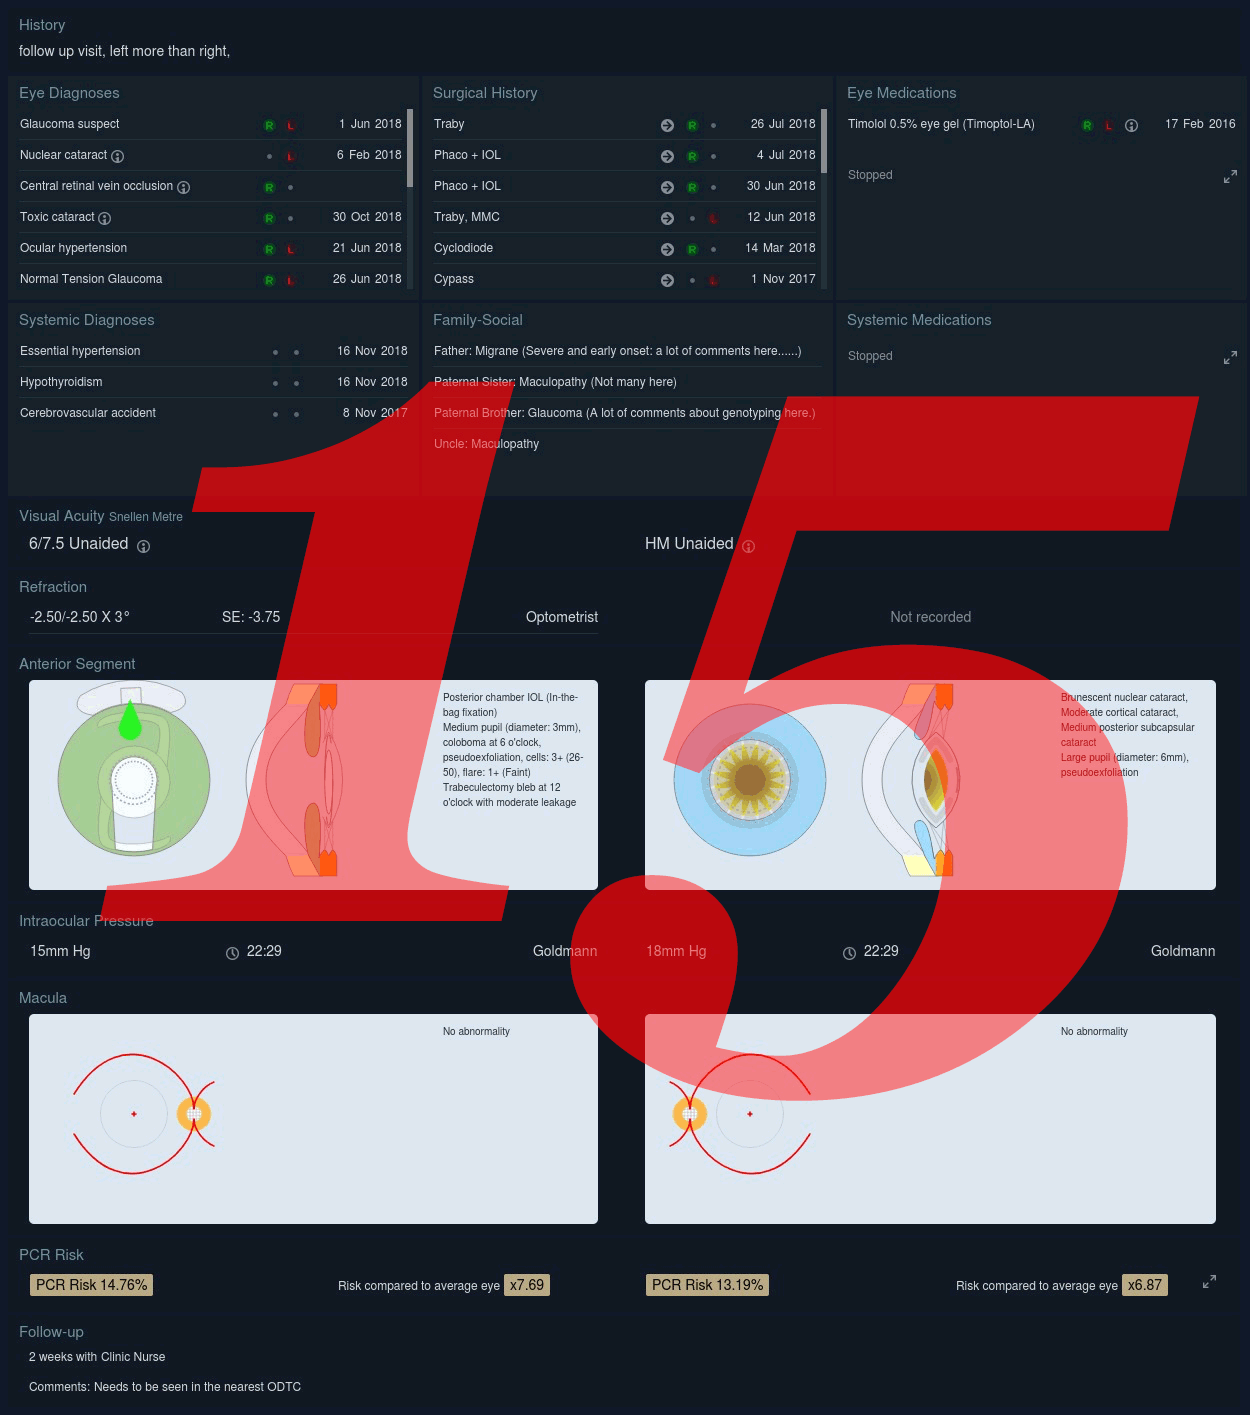 History
follow up visit, left more than right,
Eye Diagnoses
Glaucoma suspect R L 1 Jun 2018
Nuclear cataract L 6 Feb 2018
Central retinal vein occlusion R
Toxic cataract R 30 Oct 2018
Ocular hypertension R L 21 Jun 2018
Normal Tension Glaucoma R L 26 Jun 2018
Surgical History
Traby R 26 Jul 2018
Phaco + IOL R 4 Jul 2018
Phaco + IOL R 30 Jun 2018
Traby, MMC L 12 Jun 2018
Cyclodiode R 14 Mar 2018
Cypass L 1 Nov 2017
Eye Medications
Timolol 0.5% eye gel (Timoptol-LA) R L 17 Feb 2016
Stopped
Systemic Diagnoses
Essential hypertension 16 Nov 2018
Hypothyroidism 16 Nov 2018
Cerebrovascular accident 8 Nov 2017
Family-Social
Father: Migrane (Severe and early onset: a lot of comments here......)
Paternal Sister: Maculopathy (Not many here)
Paternal Brother: Glaucoma (A lot of comments about genotyping here.)
Uncle: Maculopathy
Systemic Medications
Stopped
15
Visual Acuity Snellen Metre
6/7.5 Unaided
HM Unaided
Refraction
-2.50/-2.50 X 3° SE: -3.75 Optometrist
Not recorded
Anterior Segment
Posterior chamber IOL (In-the-
bag fixation)
Medium pupil (diameter: 3mm),
coloboma at 6 o'clock,
pseudoexfoliation, cells: 3+ (26-
50), flare: 1+ (Faint)
Trabeculectomy bleb at 12
o'clock with moderate leakage
Brunescent nuclear cataract,
Moderate cortical cataract,
Medium posterior subcapsular
cataract
Large pupil (diameter: 6mm),
pseudoexfoliation
Intraocular Pressure
15mm Hg 22:29 Goldmann
18mm Hg 22:29 Goldmann
Macula
No abnormality
No abnormality
PCR Risk
PCR Risk 14.76% Risk compared to average eye x7.69
PCR Risk 13.19% Risk compared to average eye x6.87
Follow-up
2 weeks with Clinic Nurse
Comments: Needs to be seen in the nearest ODTC